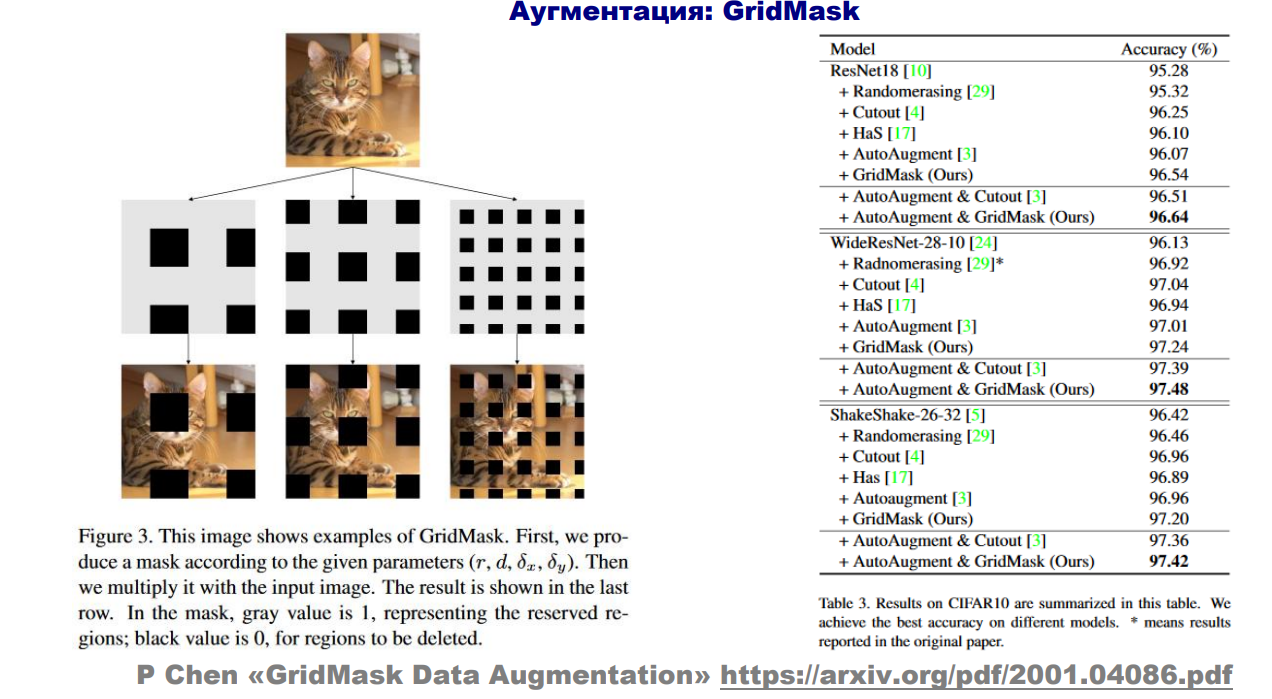 Аугментация: GridMask
Figure 3. This image shows examples of GridMask. First, we pro-
duce a mask according to the given parameters (r, d, δx, δy). Then
we multiply it with the input image. The result is shown in the last
row. In the mask, gray value is 1, representing the reserved re-
gions; black value is 0, for regions to be deleted.
Model Accuracy (%)
ResNet18 [10] 95.28
+ Randomerasing [29] 95.32
+ Cutout [4] 96.25
+ HaS [17] 96.10
+ AutoAugment [3] 96.07
+ GridMask (Ours) 96.54
+ AutoAugment & Cutout [3] 96.51
+ AutoAugment & GridMask (Ours) 96.64
WideResNet-28-10 [24] 96.13
+ Radnomerasing [29]* 96.92
+ Cutout [4] 97.04
+ HaS [17] 96.94
+ AutoAugment [3] 97.01
+ GridMask (Ours) 97.24
+ AutoAugment & Cutout [3] 97.39
+ AutoAugment & GridMask (Ours) 97.48
ShakeShake-26-32 [5] 96.42
+ Randomerasing [29] 96.46
+ Cutout [4] 96.96
+ Has [17] 96.89
+ Autoaugment [3] 96.96
+ GridMask (Ours) 97.20
+ AutoAugment & Cutout [3] 97.36
+ AutoAugment & GridMask (Ours) 97.42
Table 3. Results on CIFAR10 are summarized in this table. We
achieve the best accuracy on different models. * means results
reported in the original paper.
P Chen «GridMask Data Augmentation» https://arxiv.org/pdf/2001.04086.pdf